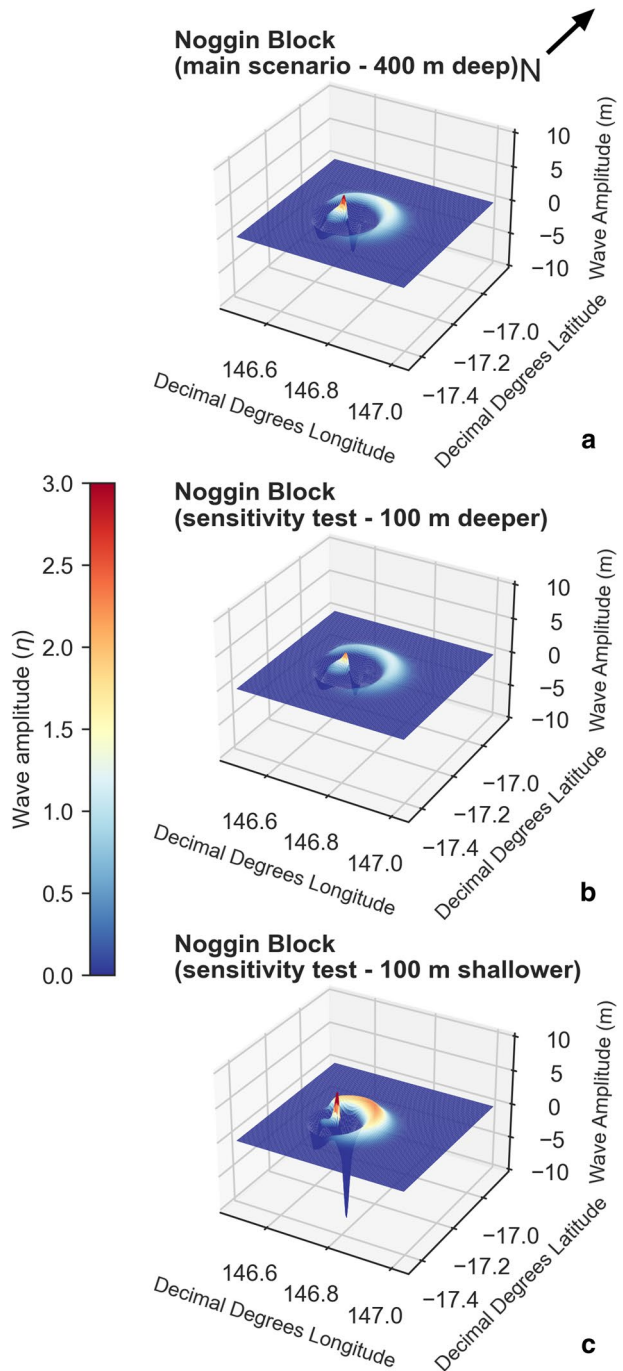 Noggin Block
(main scenario - 400 m deep)
N
10
5
0
−5
−10
Wave Amplitude (m)
146.6
146.8
147.0
Decimal Degrees Longitude
−17.0
−17.2
−17.4
Decimal Degrees Latitude
a
3.0
2.5
2.0
1.5
1.0
0.5
0.0
Wave amplitude (η)
Noggin Block
(sensitivity test - 100 m deeper)
10
5
0
−5
−10
Wave Amplitude (m)
146.6
146.8
147.0
Decimal Degrees Longitude
−17.0
−17.2
−17.4
Decimal Degrees Latitude
b
Noggin Block
(sensitivity test - 100 m shallower)
10
5
0
−5
−10
Wave Amplitude (m)
146.6
146.8
147.0
Decimal Degrees Longitude
−17.0
−17.2
−17.4
Decimal Degrees Latitude
c